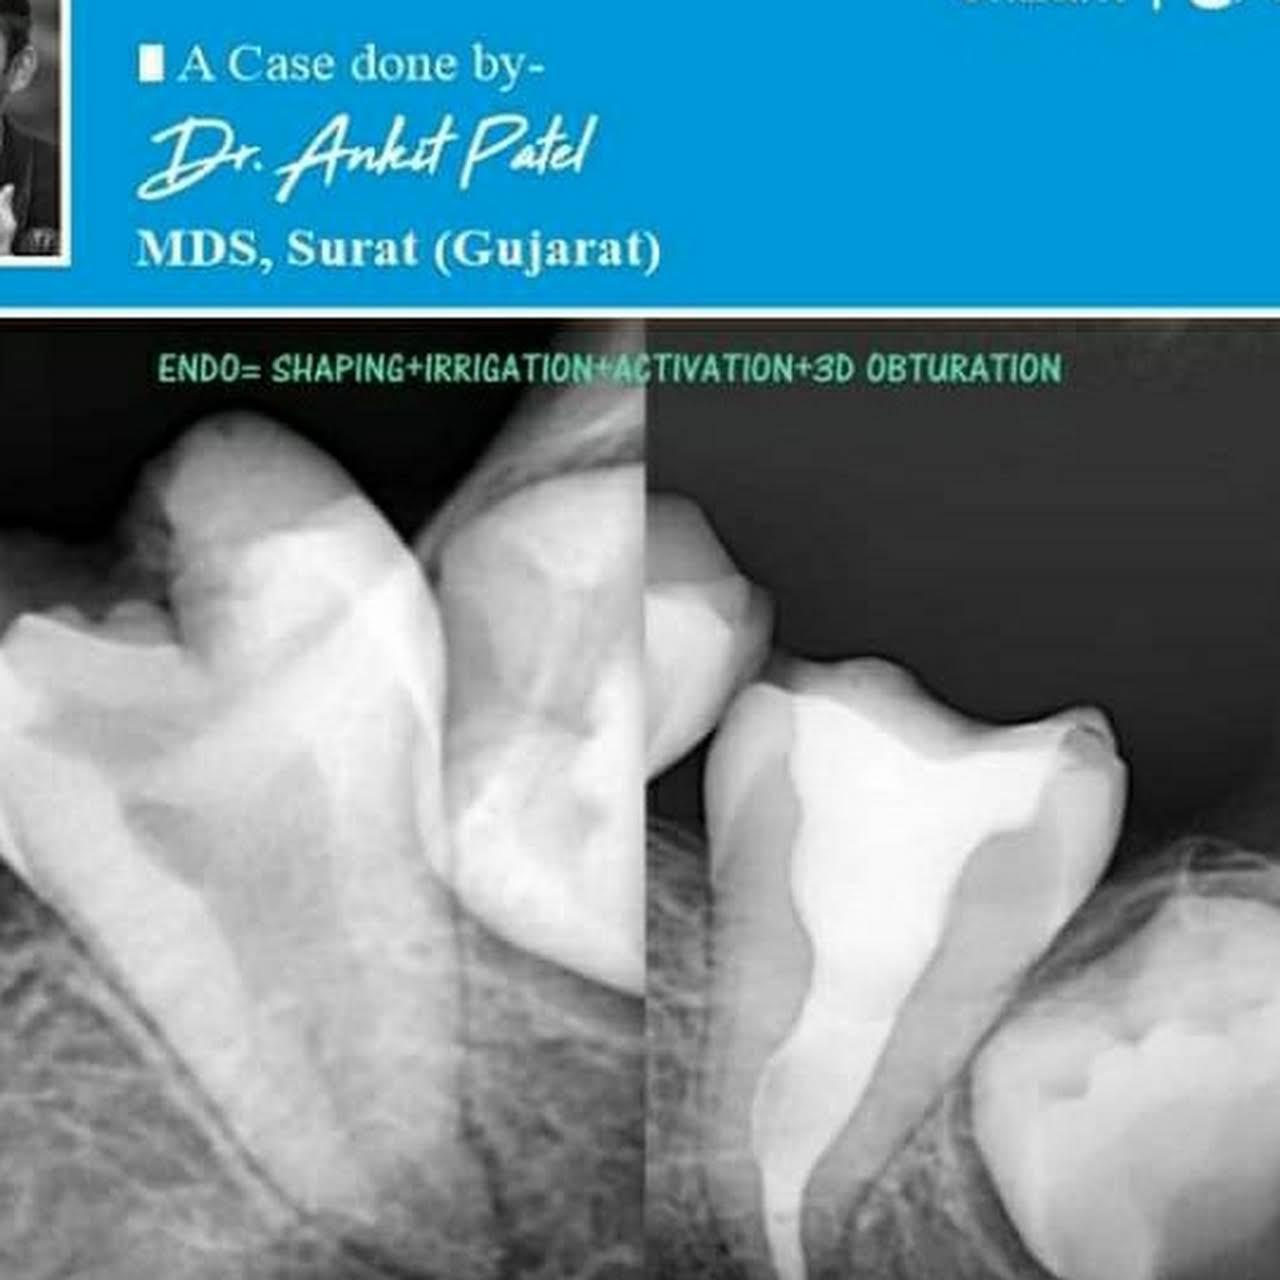 A Case done by-
Dr. Ankit Patel
MDS, Surat (Gujarat)
ENDO= SHAPING+IRRIGATION+ACTIVATION+3D OBTURATION